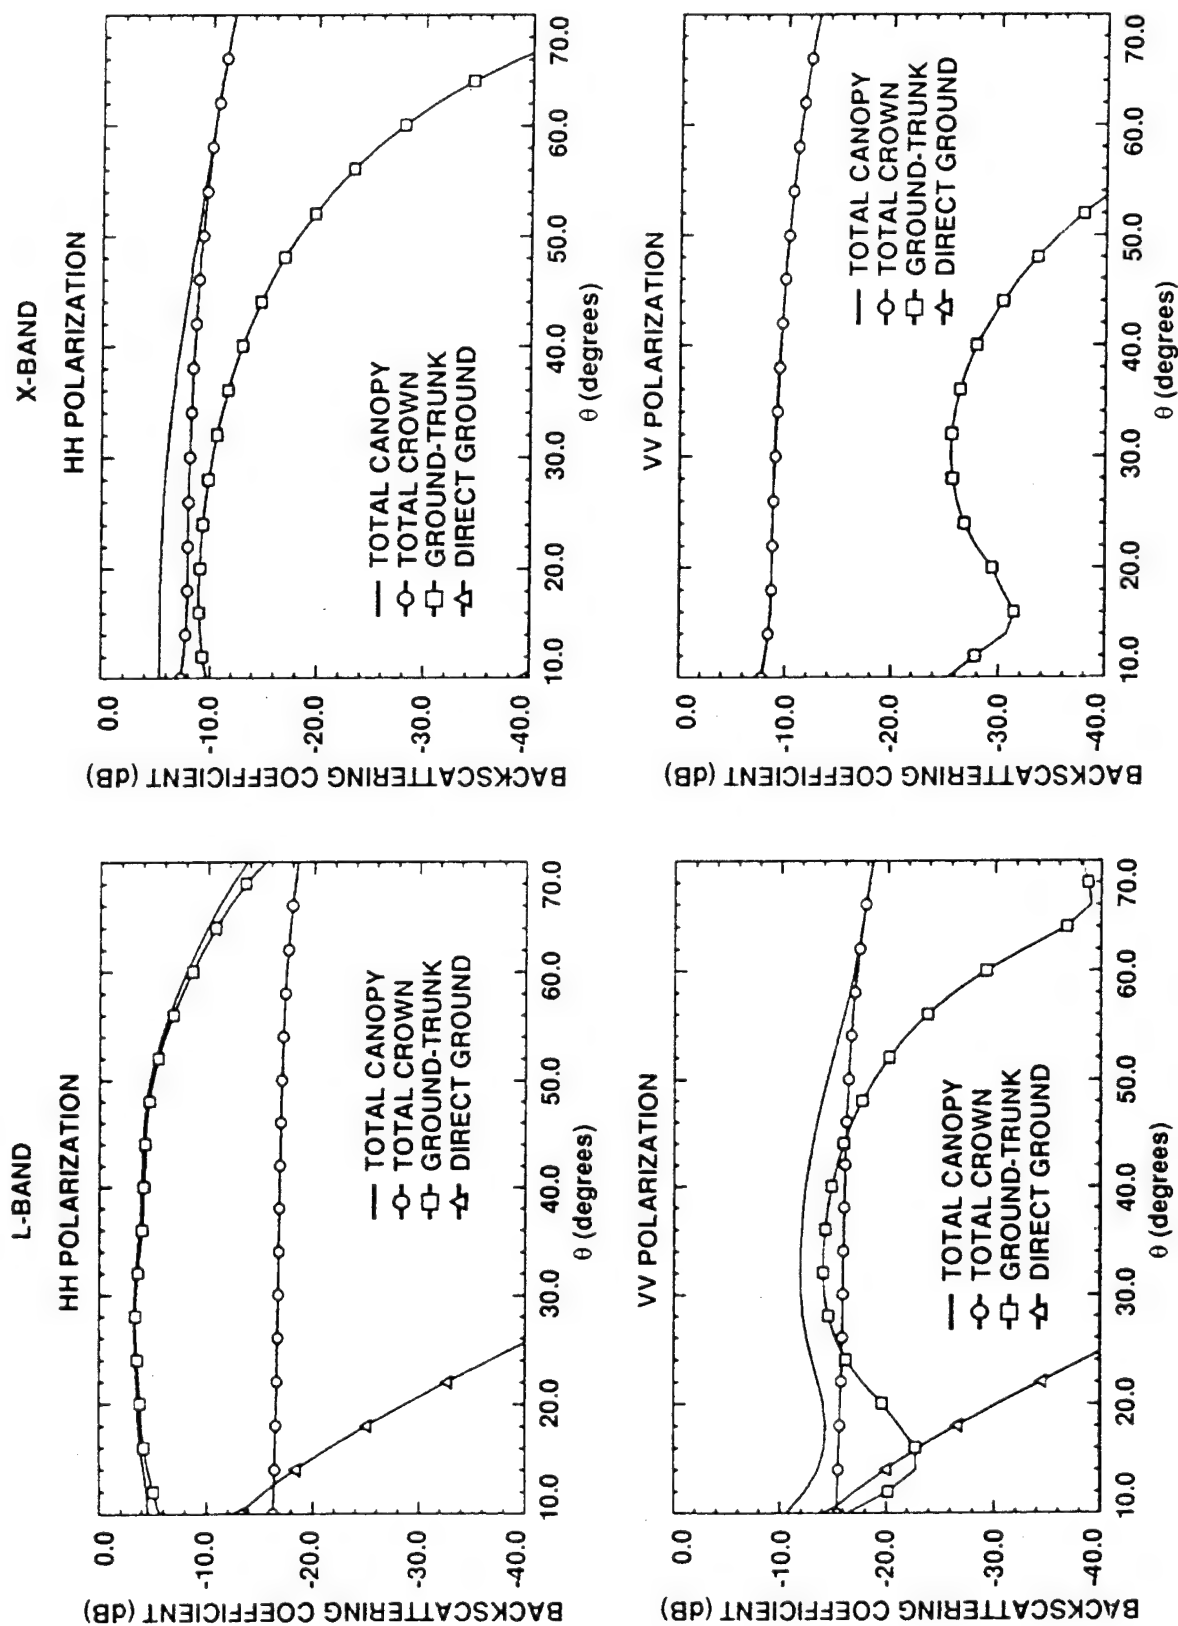 L-BAND
HH POLARIZATION
BACKSCATTERING COEFFICIENT (dB)
0.0
-10.0
-20.0
-30.0
-40.0
10.0 20.0 30.0 40.0 50.0 60.0 70.0
θ (degrees)
TOTAL CANOPY
TOTAL CROWN
GROUND-TRUNK
DIRECT GROUND
X-BAND
HH POLARIZATION
BACKSCATTERING COEFFICIENT (dB)
0.0
-10.0
-20.0
-30.0
-40.0
10.0 20.0 30.0 40.0 50.0 60.0 70.0
θ (degrees)
TOTAL CANOPY
TOTAL CROWN
GROUND-TRUNK
DIRECT GROUND
VV POLARIZATION
BACKSCATTERING COEFFICIENT (dB)
0.0
-10.0
-20.0
-30.0
-40.0
10.0 20.0 30.0 40.0 50.0 60.0 70.0
θ (degrees)
TOTAL CANOPY
TOTAL CROWN
GROUND-TRUNK
DIRECT GROUND
VV POLARIZATION
BACKSCATTERING COEFFICIENT (dB)
0.0
-10.0
-20.0
-30.0
-40.0
10.0 20.0 30.0 40.0 50.0 60.0 70.0
θ (degrees)
TOTAL CANOPY
TOTAL CROWN
GROUND-TRUNK
DIRECT GROUND